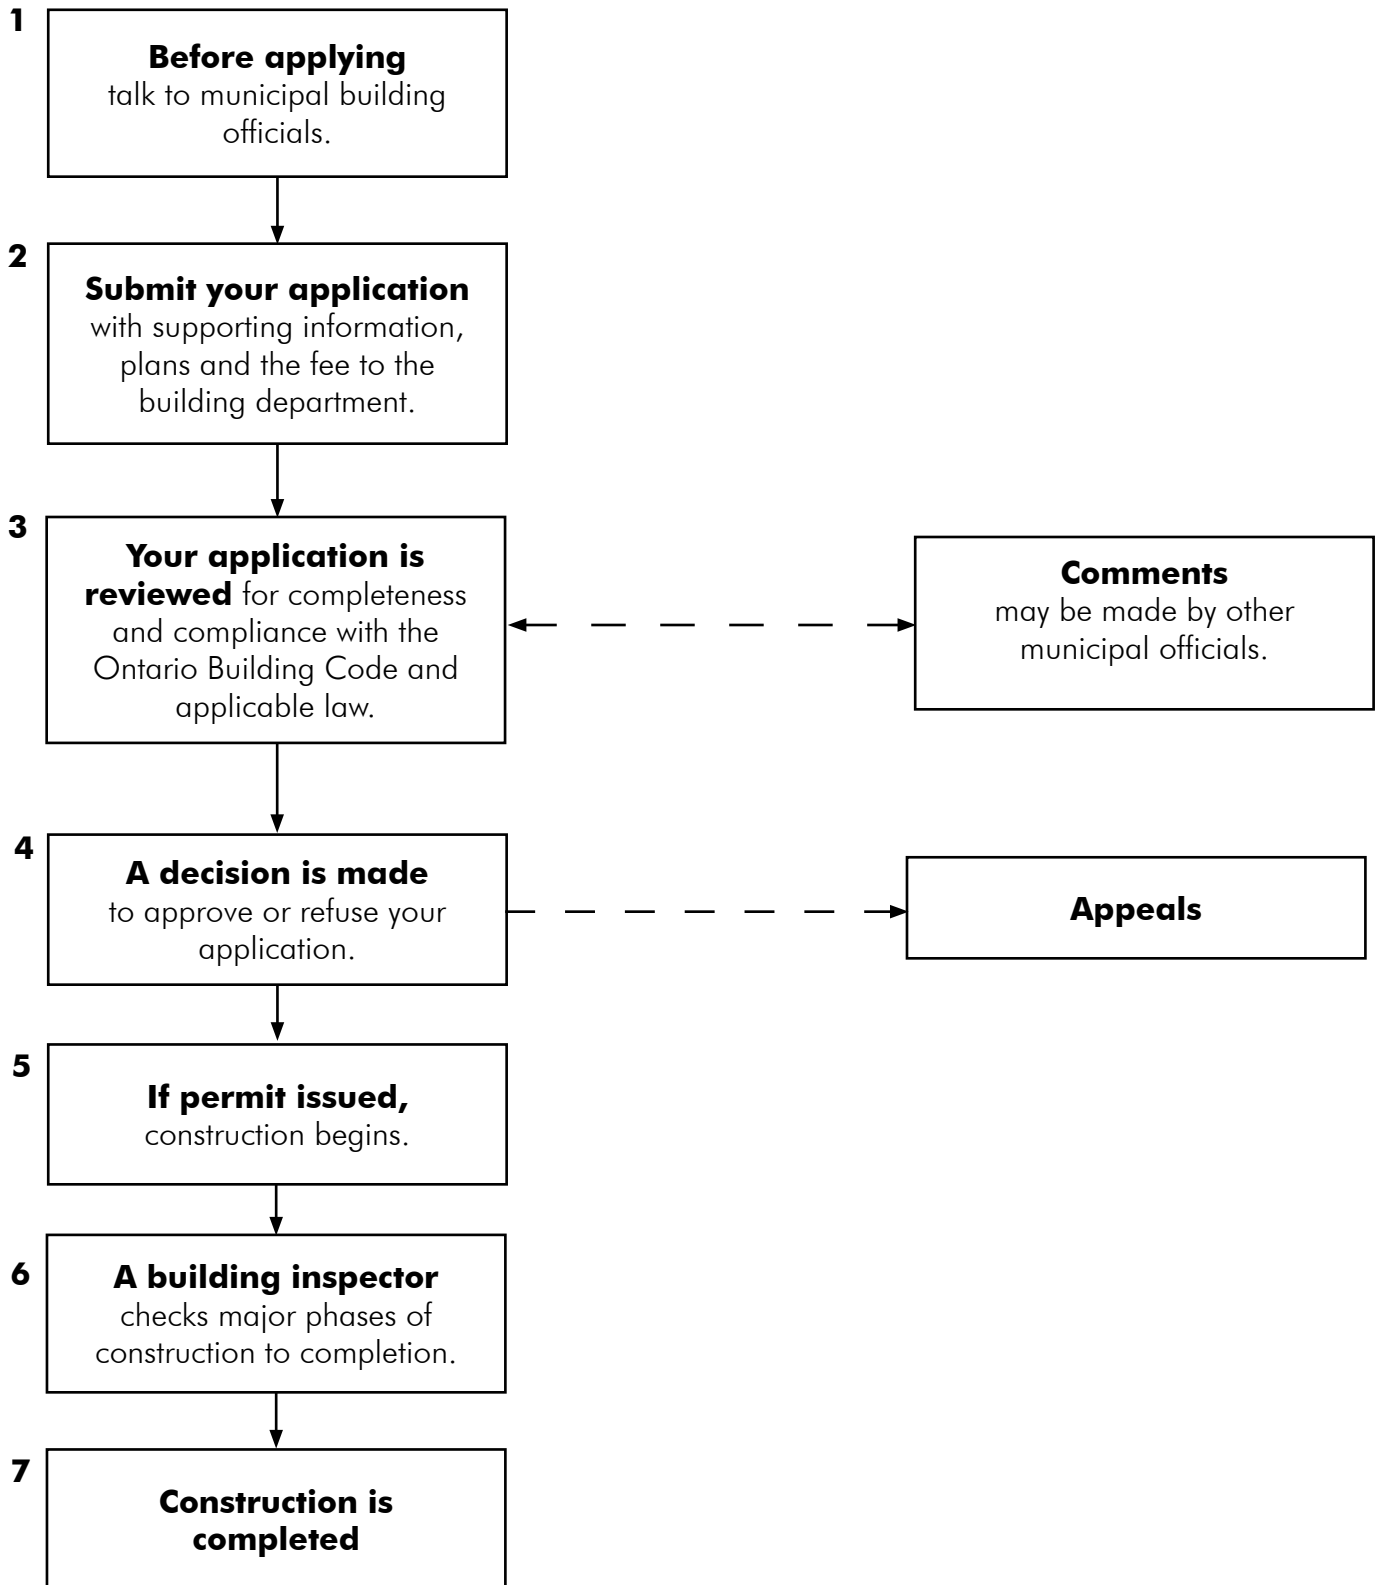 1
Before applying
talk to municipal building
officials.
2
Submit your application
with supporting information,
plans and the fee to the
building department.
3
Your application is
reviewed for completeness
and compliance with the
Ontario Building Code and
applicable law.
Comments
may be made by other
municipal officials.
4
A decision is made
to approve or refuse your
application.
Appeals
5
If permit issued,
construction begins.
6
A building inspector
checks major phases of
construction to completion.
7
Construction is
completed